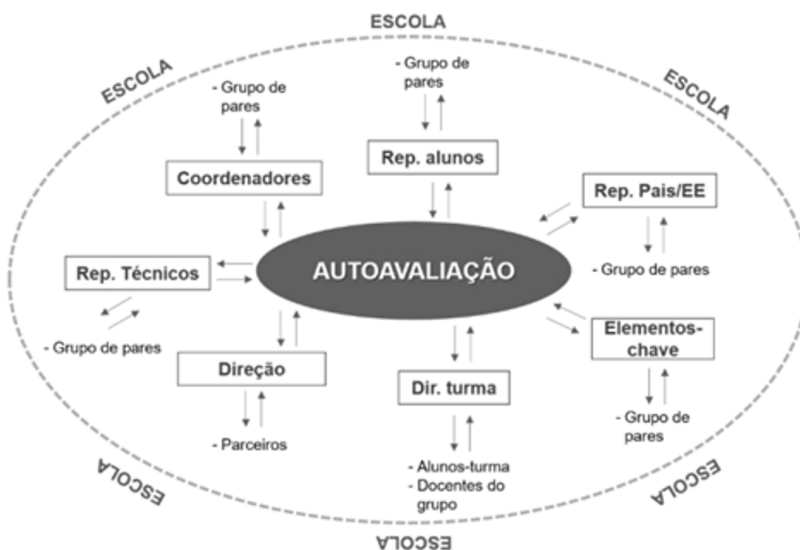 ESCOLA
ESCOLA
ESCOLA
- Grupo de
pares
Coordenadores
- Grupo de
pares
Rep. alunos
Rep. Pais/EE
- Grupo de pares
AUTOAVALIAÇÃO
Rep. Técnicos
- Grupo de pares
Elementos-
chave
- Grupo de
pares
Direção
- Parceiros
Dir. turma
- Alunos-turma
- Docentes do
grupo
ESCOLA
ESCOLA
ESCOLA